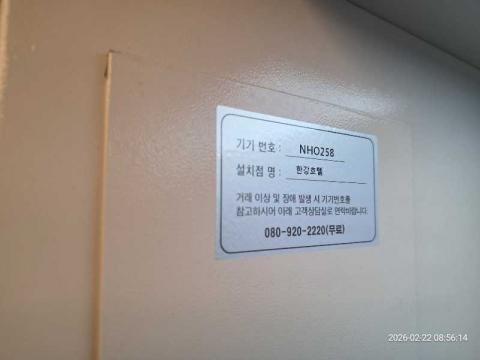 기기 번호 : NH0258
설치점 명 : 한강호텔
거래 이상 및 장애 발생 시 기기번호를
참고하시어 아래 고객상담실로 연락바랍니다.
080-920-2220(무료)
2026-02-22 08:56:14